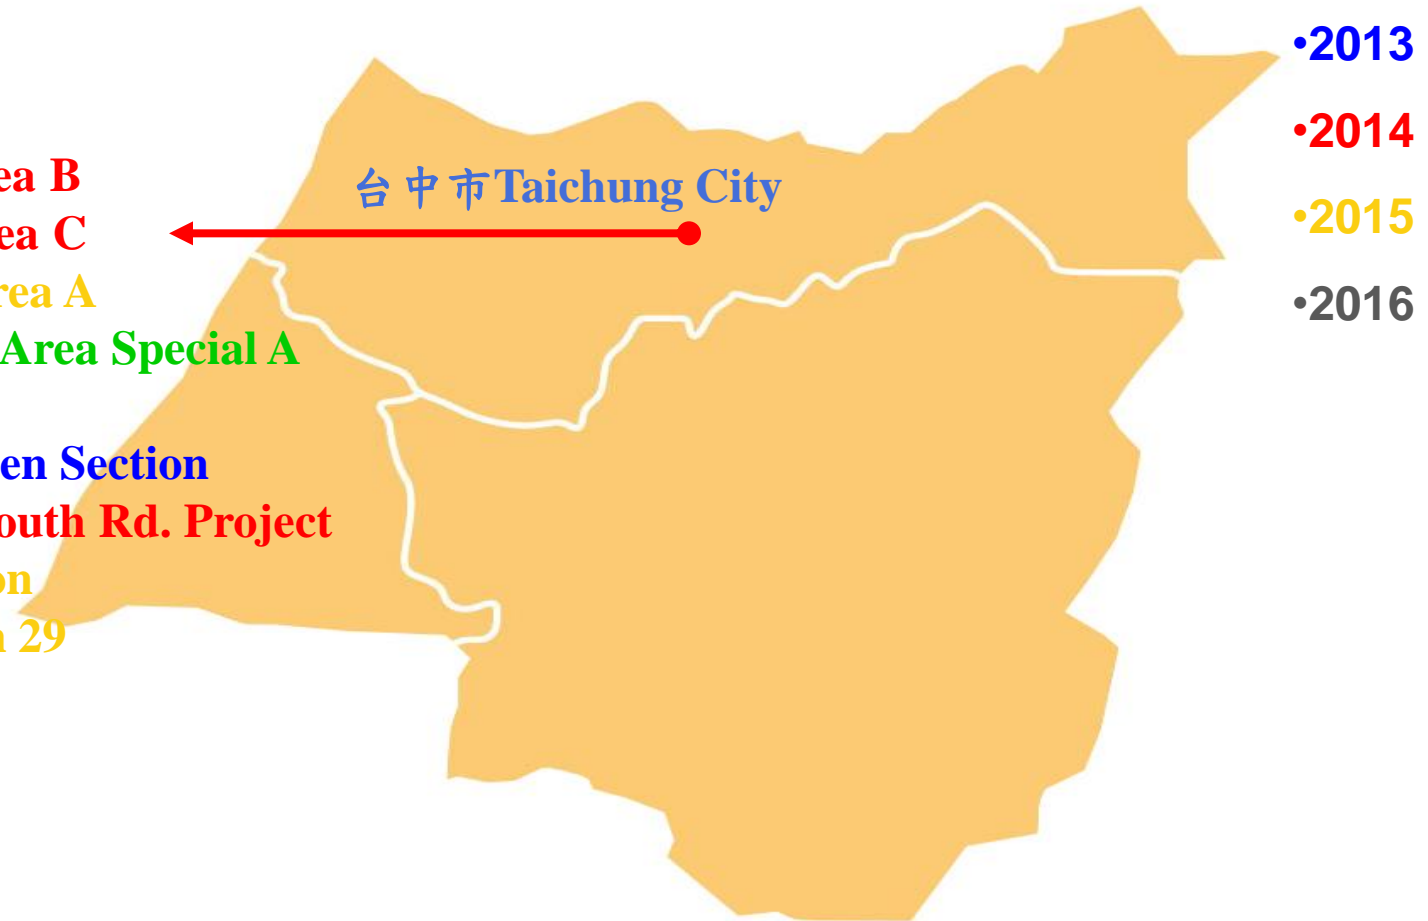 •2013
•2014
•2015
•2016
台中市Taichung City
ea B
ea C
rea A
Area Special A
en Section
outh Rd. Project
on
29